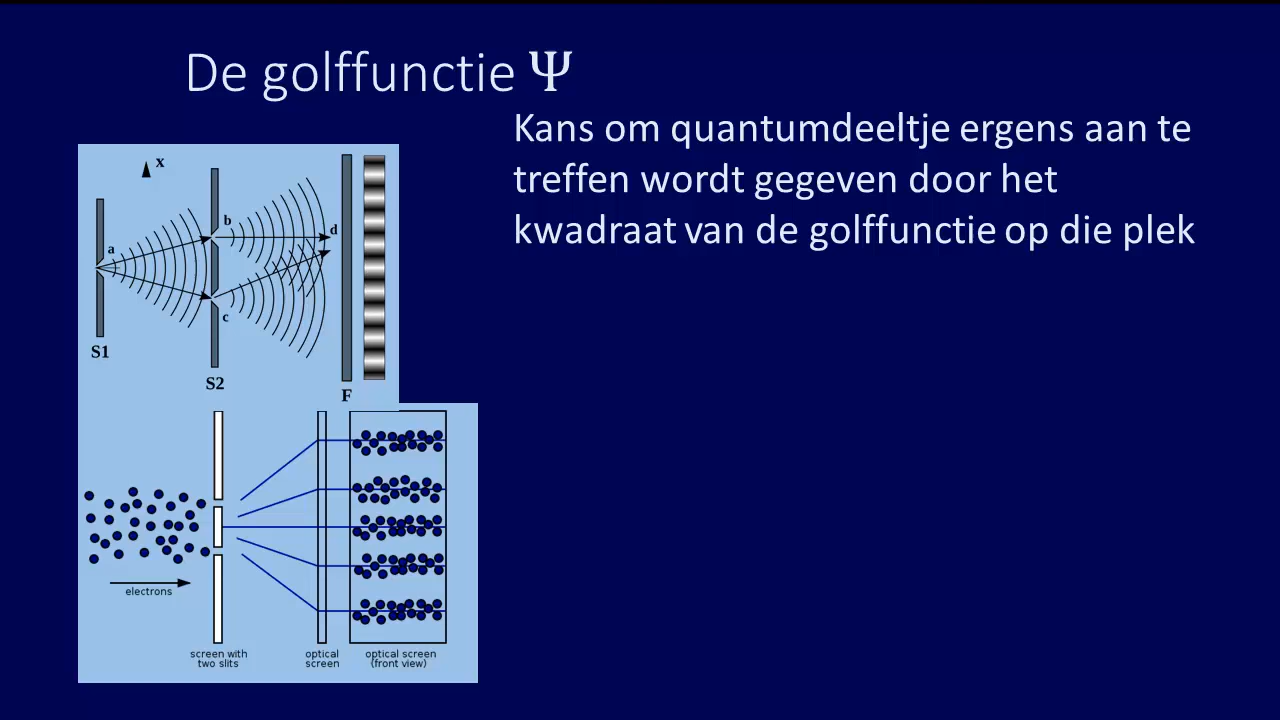 De golffunctie Ψ
Kans om quantumdeeltje ergens aan te
treffen wordt gegeven door het
kwadraat van de golffunctie op die plek
x
a
b
d
c
S1
S2
F
electrons
screen with
two slits
optical
screen
optical screen
(front view)